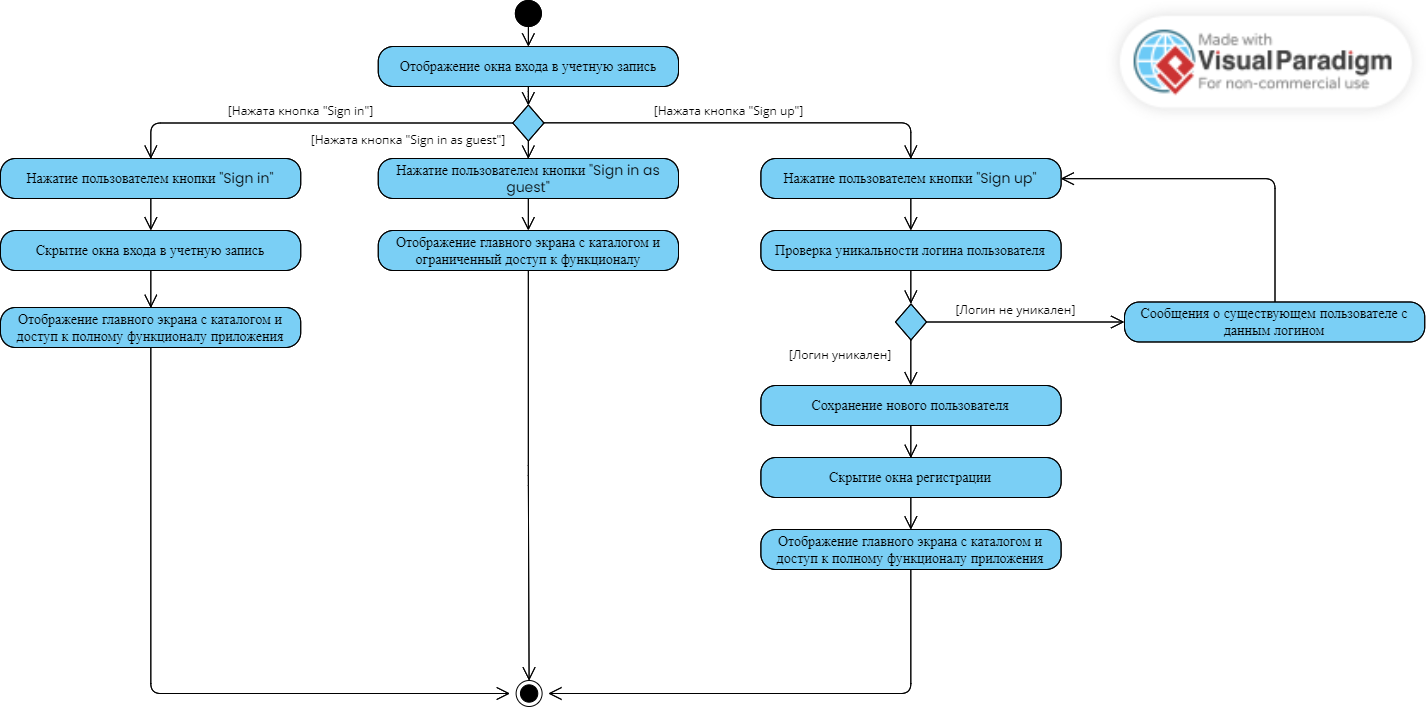 Made with
Visual Paradigm
For non-commercial use
Отображение окна входа в учетную запись
[Нажата кнопка "Sign in"]
[Нажата кнопка "Sign up"]
[Нажата кнопка "Sign in as guest"]
Нажатие пользователем кнопки "Sign in"
Нажатие пользователем кнопки "Sign in as
guest"
Нажатие пользователем кнопки "Sign up"
Скрытие окна входа в учетную запись
Отображение главного экрана с каталогом и
ограниченный доступ к функционалу
Проверка уникальности логина пользователя
Отображение главного экрана с каталогом и
доступ к полному функционалу приложения
[Логин не уникален]
Сообщения о существующем пользователе с
данным логином
[Логин уникален]
Сохранение нового пользователя
Скрытие окна регистрации
Отображение главного экрана с каталогом и
доступ к полному функционалу приложения